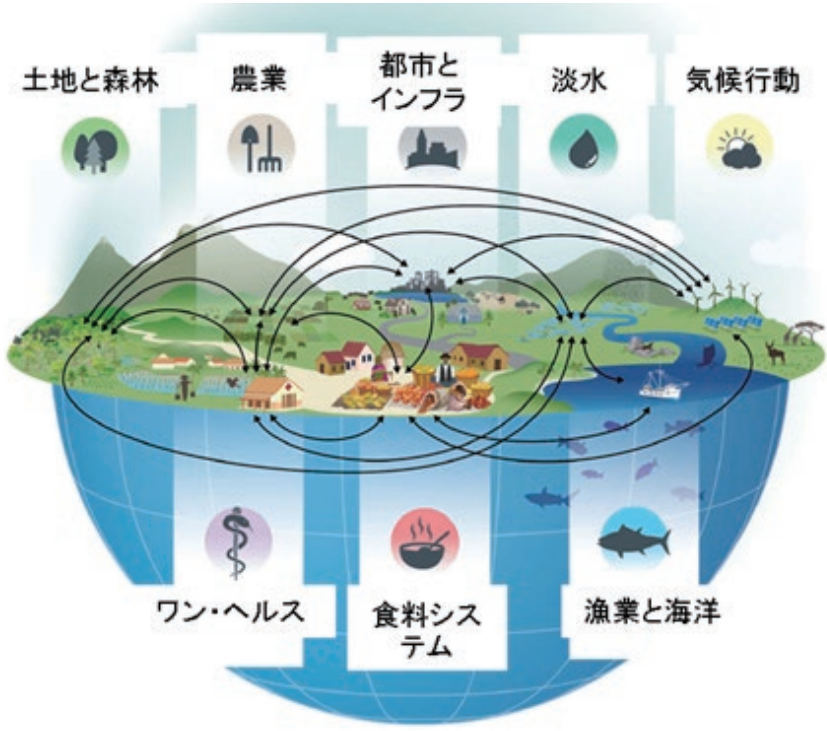 土地と森林
農業
都市と
インフラ
淡水
気候行動
ワン・ヘルス
食料シス
テム
漁業と海洋